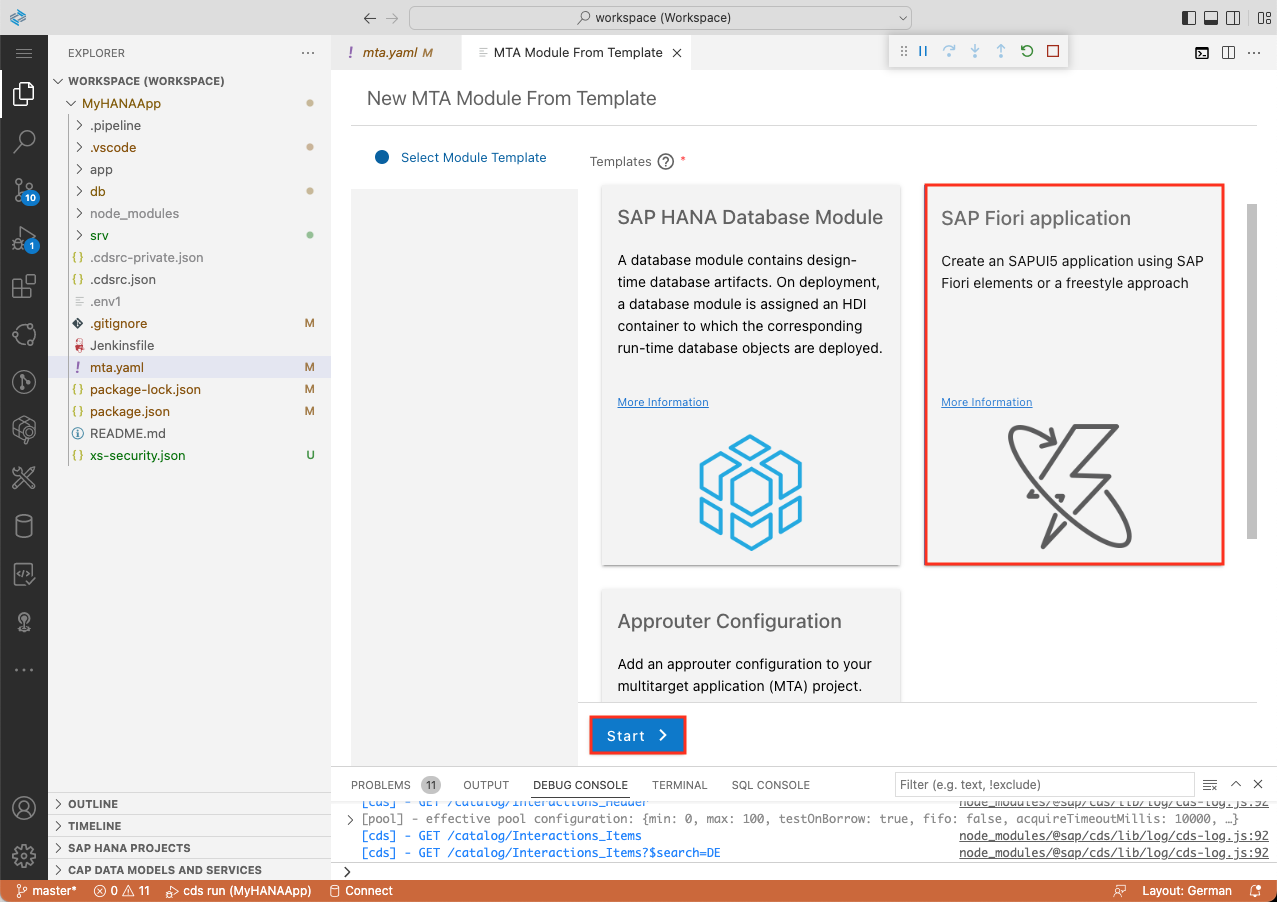 workspace (Workspace)
EXPLORER
WORKSPACE (WORKSPACE)
MyHANAApp
.pipeline
.vscode
app
db
node_modules
srv
{} .cdsrc-private.json
{} .cdsrc.json
.env1
.gitignore M
Jenkinsfile
! mta.yaml M
{} package-lock.json M
{} package.json M
README.md
{} xs-security.json U
OUTLINE
TIMELINE
SAP HANA PROJECTS
CAP DATA MODELS AND SERVICES
10
1
! mta.yaml M
MTA Module From Template
New MTA Module From Template
Select Module Template
Templates ? *
SAP HANA Database Module
A database module contains design-
time database artifacts. On deployment,
a database module is assigned an HDI
container to which the corresponding
run-time database objects are deployed.
More Information
SAP Fiori application
Create an SAPUI5 application using SAP
Fiori elements or a freestyle approach
More Information
Approuter Configuration
Add an approuter configuration to your
multitarget application (MTA) project.
Start
PROBLEMS 11 OUTPUT DEBUG CONSOLE TERMINAL SQL CONSOLE
Filter (e.g. text, !exclude)
[cds] - GET /catalog/Interactions_Header node_modules/@sap/cds/lib/log/cds-log.js:92
[pool] - effective pool configuration: {min: 0, max: 100, testOnBorrow: true, fifo: false, acquireTimeoutMillis: 10000, …}
[cds] - GET /catalog/Interactions_Items node_modules/@sap/cds/lib/log/cds-log.js:92
[cds] - GET /catalog/Interactions_Items?$search=DE node_modules/@sap/cds/lib/log/cds-log.js:92
master* 0 11 cds run (MyHANAApp) Connect Layout: German